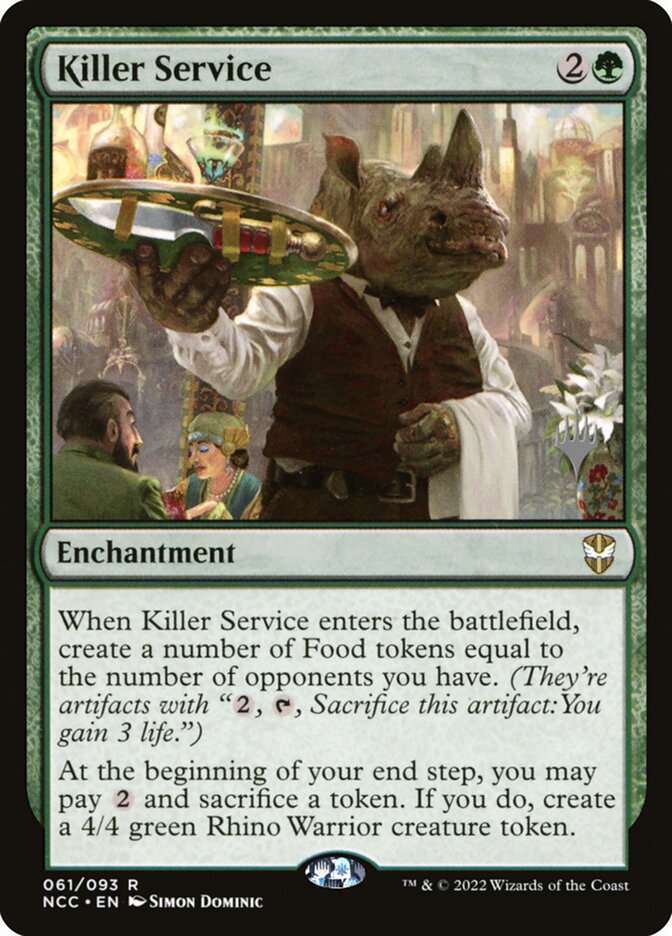 Killer Service 2
Enchantment
When Killer Service enters the battlefield,
create a number of Food tokens equal to
the number of opponents you have. (They're
artifacts with “2, , Sacrifice this artifact: You
gain 3 life.”)
At the beginning of your end step, you may
pay 2 and sacrifice a token. If you do, create
a 4/4 green Rhino Warrior creature token.
061/093 R
NCC • EN Simon Dominic
™ & © 2022 Wizards of the Coast